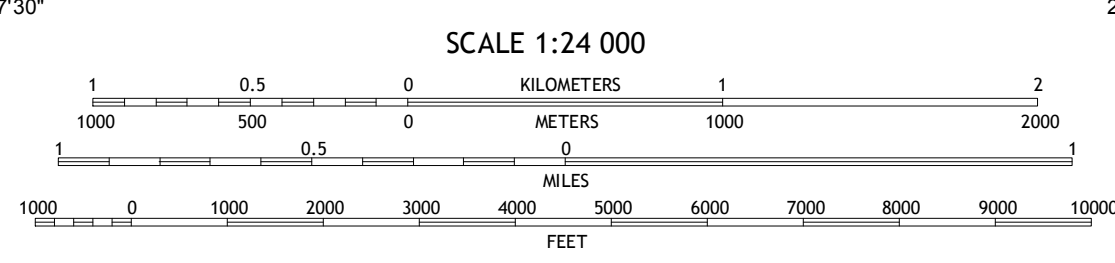 7'30" 2
SCALE 1:24 000
1 0.5 0 KILOMETERS 1 2
1000 500 0 METERS 1000 2000
1 0.5 0 1
MILES
1000 0 1000 2000 3000 4000 5000 6000 7000 8000 9000 10000
FEET